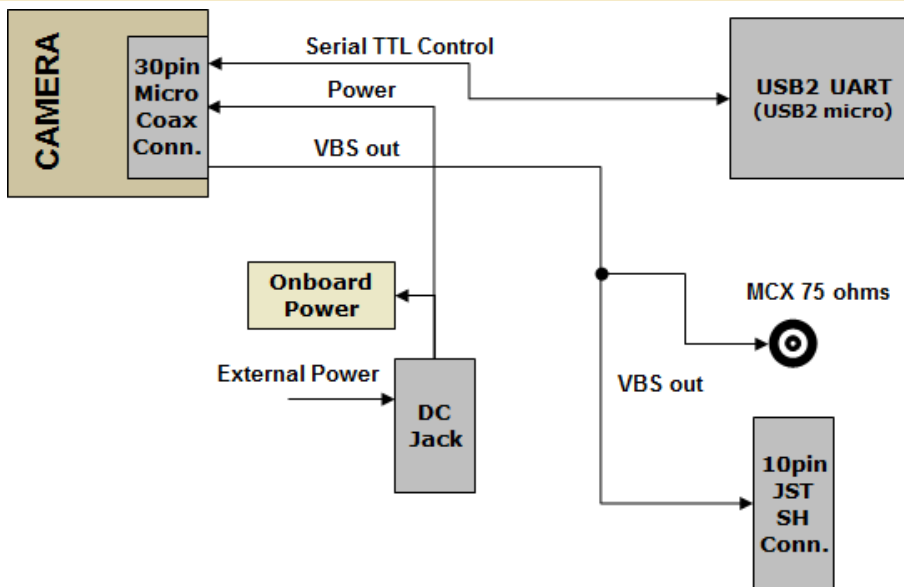 CAMERA
30pin
Micro
Coax
Conn.
Serial TTL Control
Power
VBS out
USB2 UART
(USB2 micro)
Onboard
Power
MCX 75 ohms
External Power
DC
Jack
VBS out
10pin
JST
SH
Conn.